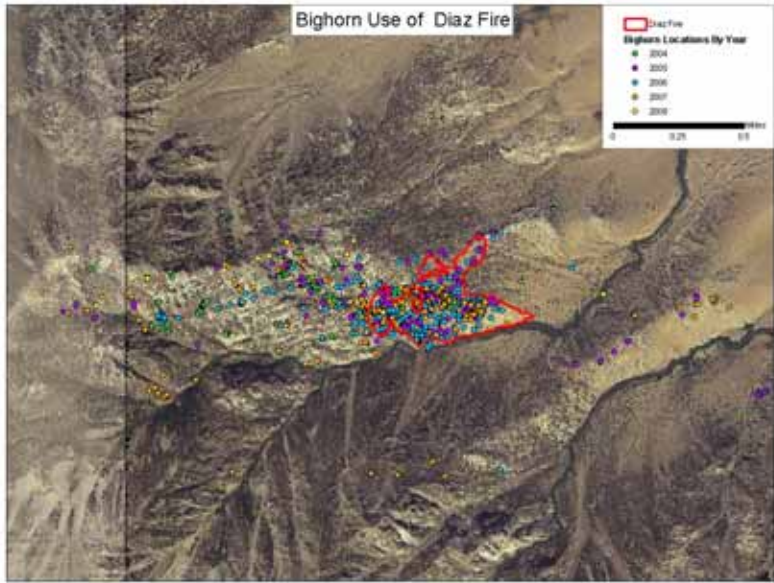 Bighorn Use of Diaz Fire
Diaz Fire
Bighorn Locations By Year
2004
2005
2006
2007
2008
Miles
0
0.25
0.5